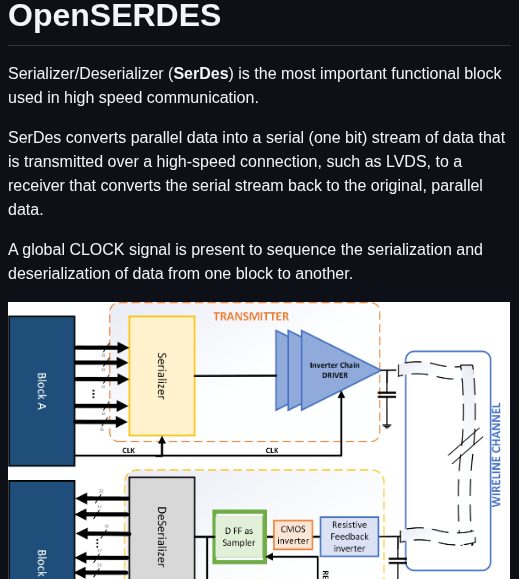 OpenSERDES
Serializer/Deserializer (SerDes) is the most important functional block
used in high speed communication.
SerDes converts parallel data into a serial (one bit) stream of data that
is transmitted over a high-speed connection, such as LVDS, to a
receiver that converts the serial stream back to the original, parallel
data.
A global CLOCK signal is present to sequence the serialization and
deserialization of data from one block to another.
TRANSMITTER
Block A
Serializer
Inverter Chain
DRIVER
CLK
CLK
WIRELINE CHANNEL
Block
DeSerializer
D FF as
Sampler
CMOS
inverter
Resistive
Feedback
inverter